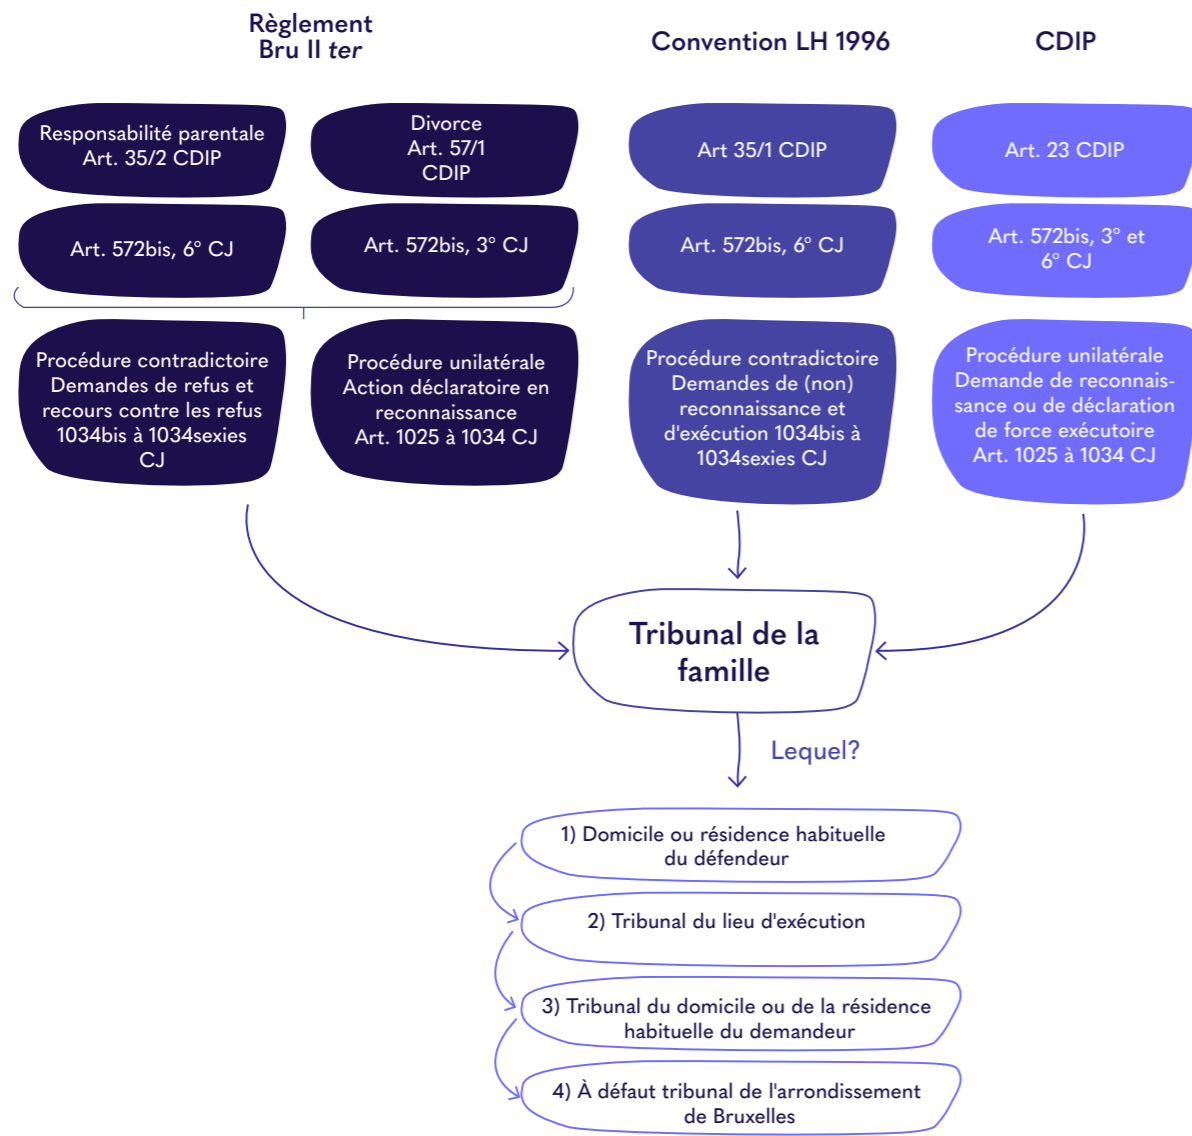 Règlement
Bru II ter
Convention LH 1996
CDIP
Responsabilité parentale
Art. 35/2 CDIP
Divorce
Art. 57/1
CDIP
Art 35/1 CDIP
Art. 23 CDIP
Art. 572bis, 6° CJ
Art. 572bis, 3° CJ
Art. 572bis, 6° CJ
Art. 572bis, 3° et
6° CJ
Procédure contradictoire
Demandes de refus et
recours contre les refus
1034bis à 1034sexies
CJ
Procédure unilatérale
Action déclaratoire en
reconnaissance
Art. 1025 à 1034 CJ
Procédure contradictoire
Demandes de (non)
reconnaissance et
d'exécution 1034bis à
1034sexies CJ
Procédure unilatérale
Demande de reconnais-
sance ou de déclaration
de force exécutoire
Art. 1025 à 1034 CJ
Tribunal de la
famille
Lequel?
1) Domicile ou résidence habituelle
du défendeur
2) Tribunal du lieu d'exécution
3) Tribunal du domicile ou de la résidence
habituelle du demandeur
4) À défaut tribunal de l'arrondissement
de Bruxelles